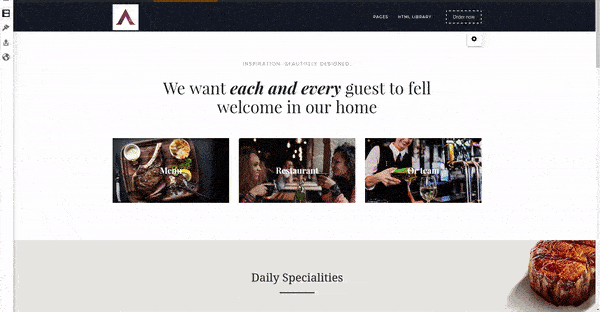 PAGES
HTML LIBRARY
Order now
INSPIRATION. QEAUTIFELY DESIGNED.
We want each and every guest to fell
welcome in our home
Menu
Restaurant
Or team
Daily Specialities